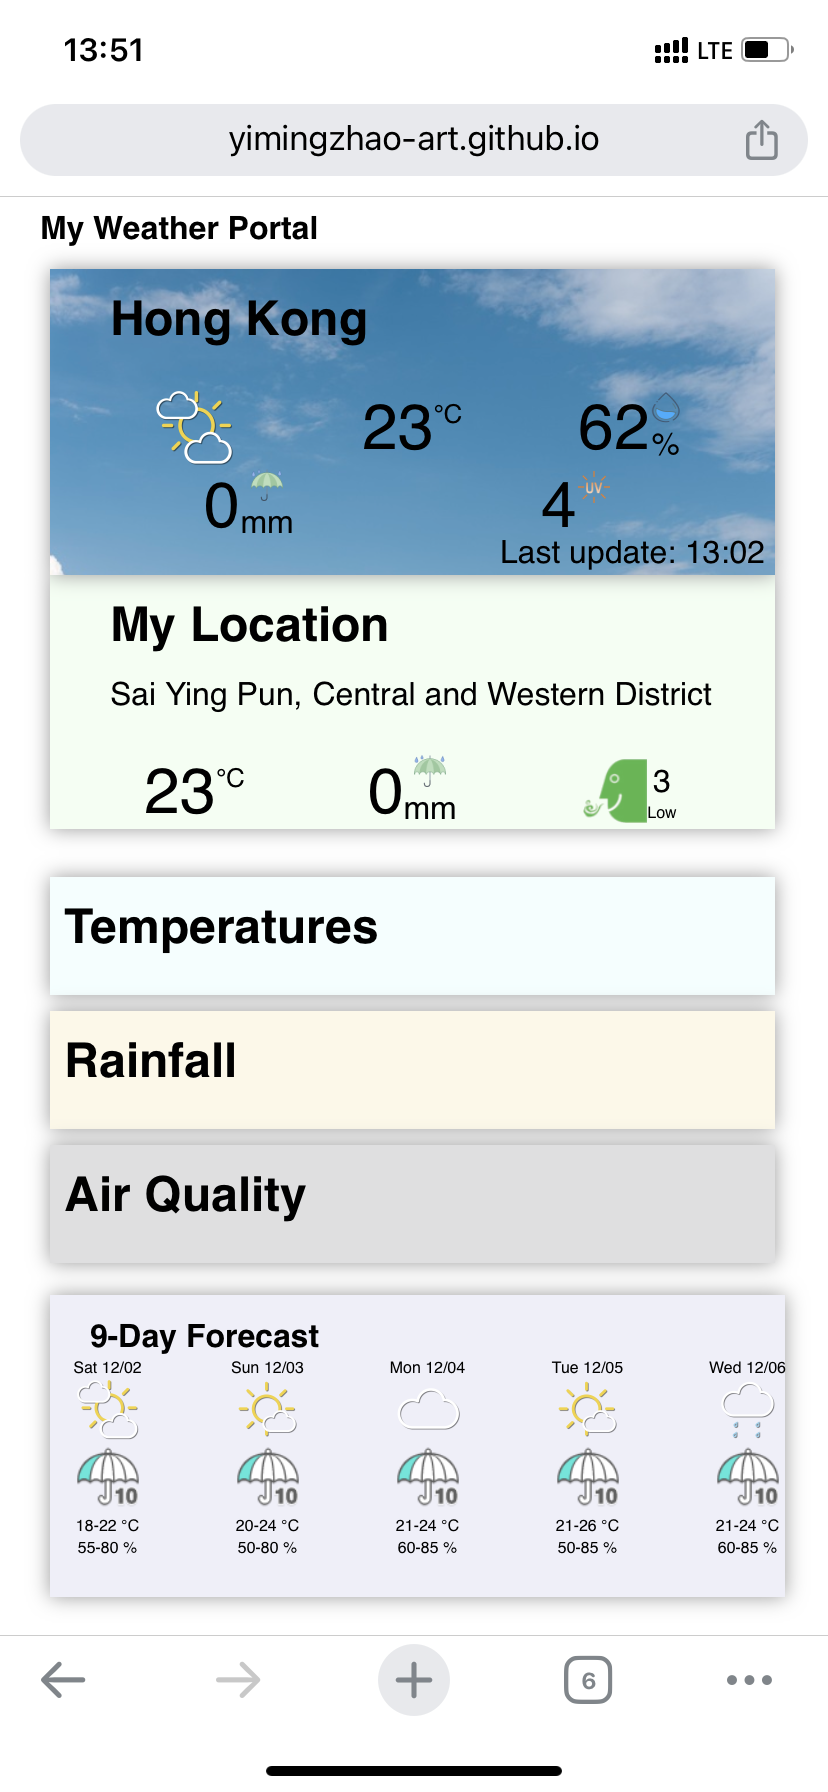 13:51 LTE
yimingzhao-art.github.io
My Weather Portal
Hong Kong
23°C 62%
0mm 4 UV
Last update: 13:02
My Location
Sai Ying Pun, Central and Western District
23°C 0mm 3 Low
Temperatures
Rainfall
Air Quality
9-Day Forecast
Sat 12/02 Sun 12/03 Mon 12/04 Tue 12/05 Wed 12/06
10 10 10 10 10
18-22 °C 20-24 °C 21-24 °C 21-26 °C 21-24 °C
55-80 % 50-80 % 60-85 % 50-85 % 60-85 %
6